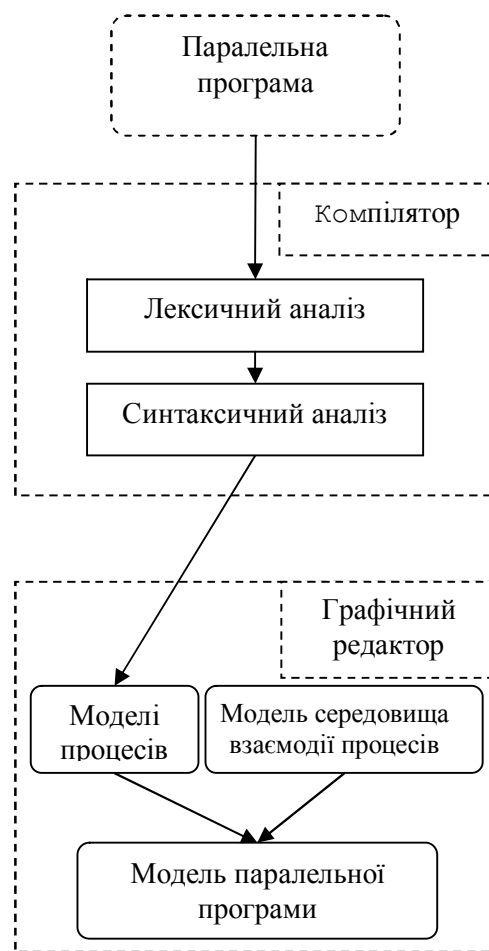 Паралельна
програма
Компілятор
Лексичний аналіз
Синтаксичний аналіз
Графічний
редактор
Моделі
процесів
Модель середовища
взаємодії процесів
Модель паралельної
програми